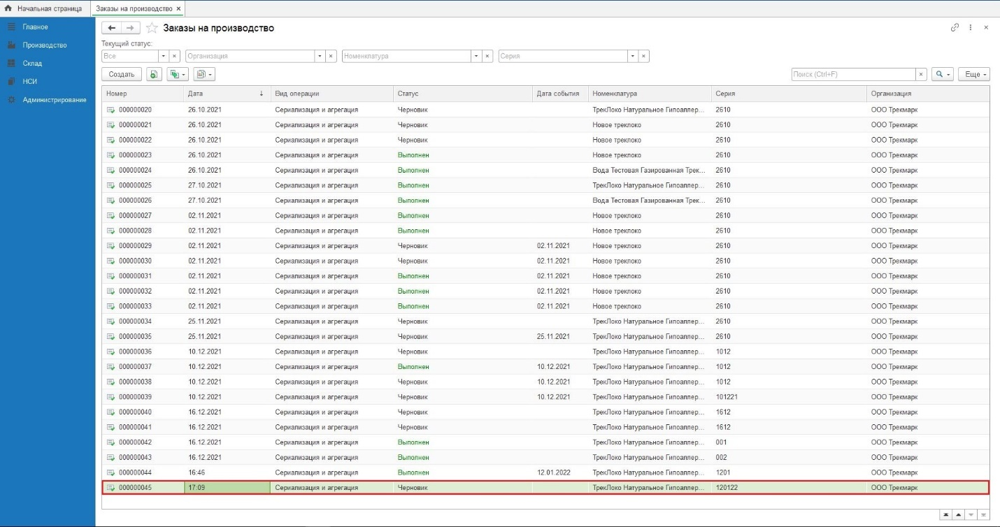 Начальная страница Заказы на производство ×
Главное
Производство
Склад
НСИ
Администрирование
Заказы на производство
Текущий статус:
Все Организация Номенклатура Серия
Создать Поиск (Ctrl+F) × Еще
Номер Дата ↓ Вид операции Статус Дата события Номенклатура Серия Организация
000000020 26.10.2021 Сериализация и агрегация Черновик ТрекЛоко Натуральное Гипоаллер... 2610 ООО Трекмарк
000000021 26.10.2021 Сериализация и агрегация Черновик Новое треклоко 2610 ООО Трекмарк
000000022 26.10.2021 Сериализация и агрегация Черновик Новое треклоко 2610 ООО Трекмарк
000000023 26.10.2021 Сериализация и агрегация Выполнен Новое треклоко 2610 ООО Трекмарк
000000024 26.10.2021 Сериализация и агрегация Выполнен Вода Тестовая Газированная Трек... 2610 ООО Трекмарк
000000025 27.10.2021 Сериализация и агрегация Выполнен ТрекЛоко Натуральное Гипоаллер... 2610 ООО Трекмарк
000000026 27.10.2021 Сериализация и агрегация Выполнен Вода Тестовая Газированная Трек... 2610 ООО Трекмарк
000000027 02.11.2021 Сериализация и агрегация Выполнен Новое треклоко 2610 ООО Трекмарк
000000028 02.11.2021 Сериализация и агрегация Выполнен Новое треклоко 2610 ООО Трекмарк
000000029 02.11.2021 Сериализация и агрегация Черновик 02.11.2021 Новое треклоко 2610 ООО Трекмарк
000000030 02.11.2021 Сериализация и агрегация Черновик 02.11.2021 Новое треклоко 2610 ООО Трекмарк
000000031 02.11.2021 Сериализация и агрегация Выполнен 02.11.2021 Новое треклоко 2610 ООО Трекмарк
000000032 02.11.2021 Сериализация и агрегация Выполнен 02.11.2021 Новое треклоко 2610 ООО Трекмарк
000000033 02.11.2021 Сериализация и агрегация Выполнен 02.11.2021 Новое треклоко 2610 ООО Трекмарк
000000034 25.11.2021 Сериализация и агрегация Черновик ТрекЛоко Натуральное Гипоаллер... 2610 ООО Трекмарк
000000035 25.11.2021 Сериализация и агрегация Черновик 25.11.2021 ТрекЛоко Натуральное Гипоаллер... 2610 ООО Трекмарк
000000036 10.12.2021 Сериализация и агрегация Черновик ТрекЛоко Натуральное Гипоаллер... 1012 ООО Трекмарк
000000037 10.12.2021 Сериализация и агрегация Выполнен 10.12.2021 ТрекЛоко Натуральное Гипоаллер... 1012 ООО Трекмарк
000000038 10.12.2021 Сериализация и агрегация Черновик 10.12.2021 ТрекЛоко Натуральное Гипоаллер... 1012 ООО Трекмарк
000000039 10.12.2021 Сериализация и агрегация Черновик 10.12.2021 ТрекЛоко Натуральное Гипоаллер... 101221 ООО Трекмарк
000000040 16.12.2021 Сериализация и агрегация Черновик ТрекЛоко Натуральное Гипоаллер... 1612 ООО Трекмарк
000000041 16.12.2021 Сериализация и агрегация Черновик ТрекЛоко Натуральное Гипоаллер... 1612 ООО Трекмарк
000000042 16.12.2021 Сериализация и агрегация Выполнен ТрекЛоко Натуральное Гипоаллер... 001 ООО Трекмарк
000000043 16.12.2021 Сериализация и агрегация Выполнен ТрекЛоко Натуральное Гипоаллер... 002 ООО Трекмарк
000000044 16:46 Сериализация и агрегация Выполнен 12.01.2022 ТрекЛоко Натуральное Гипоаллер... 1201 ООО Трекмарк
000000045 17:09 Сериализация и агрегация Черновик ТрекЛоко Натуральное Гипоаллер... 120122 ООО Трекмарк